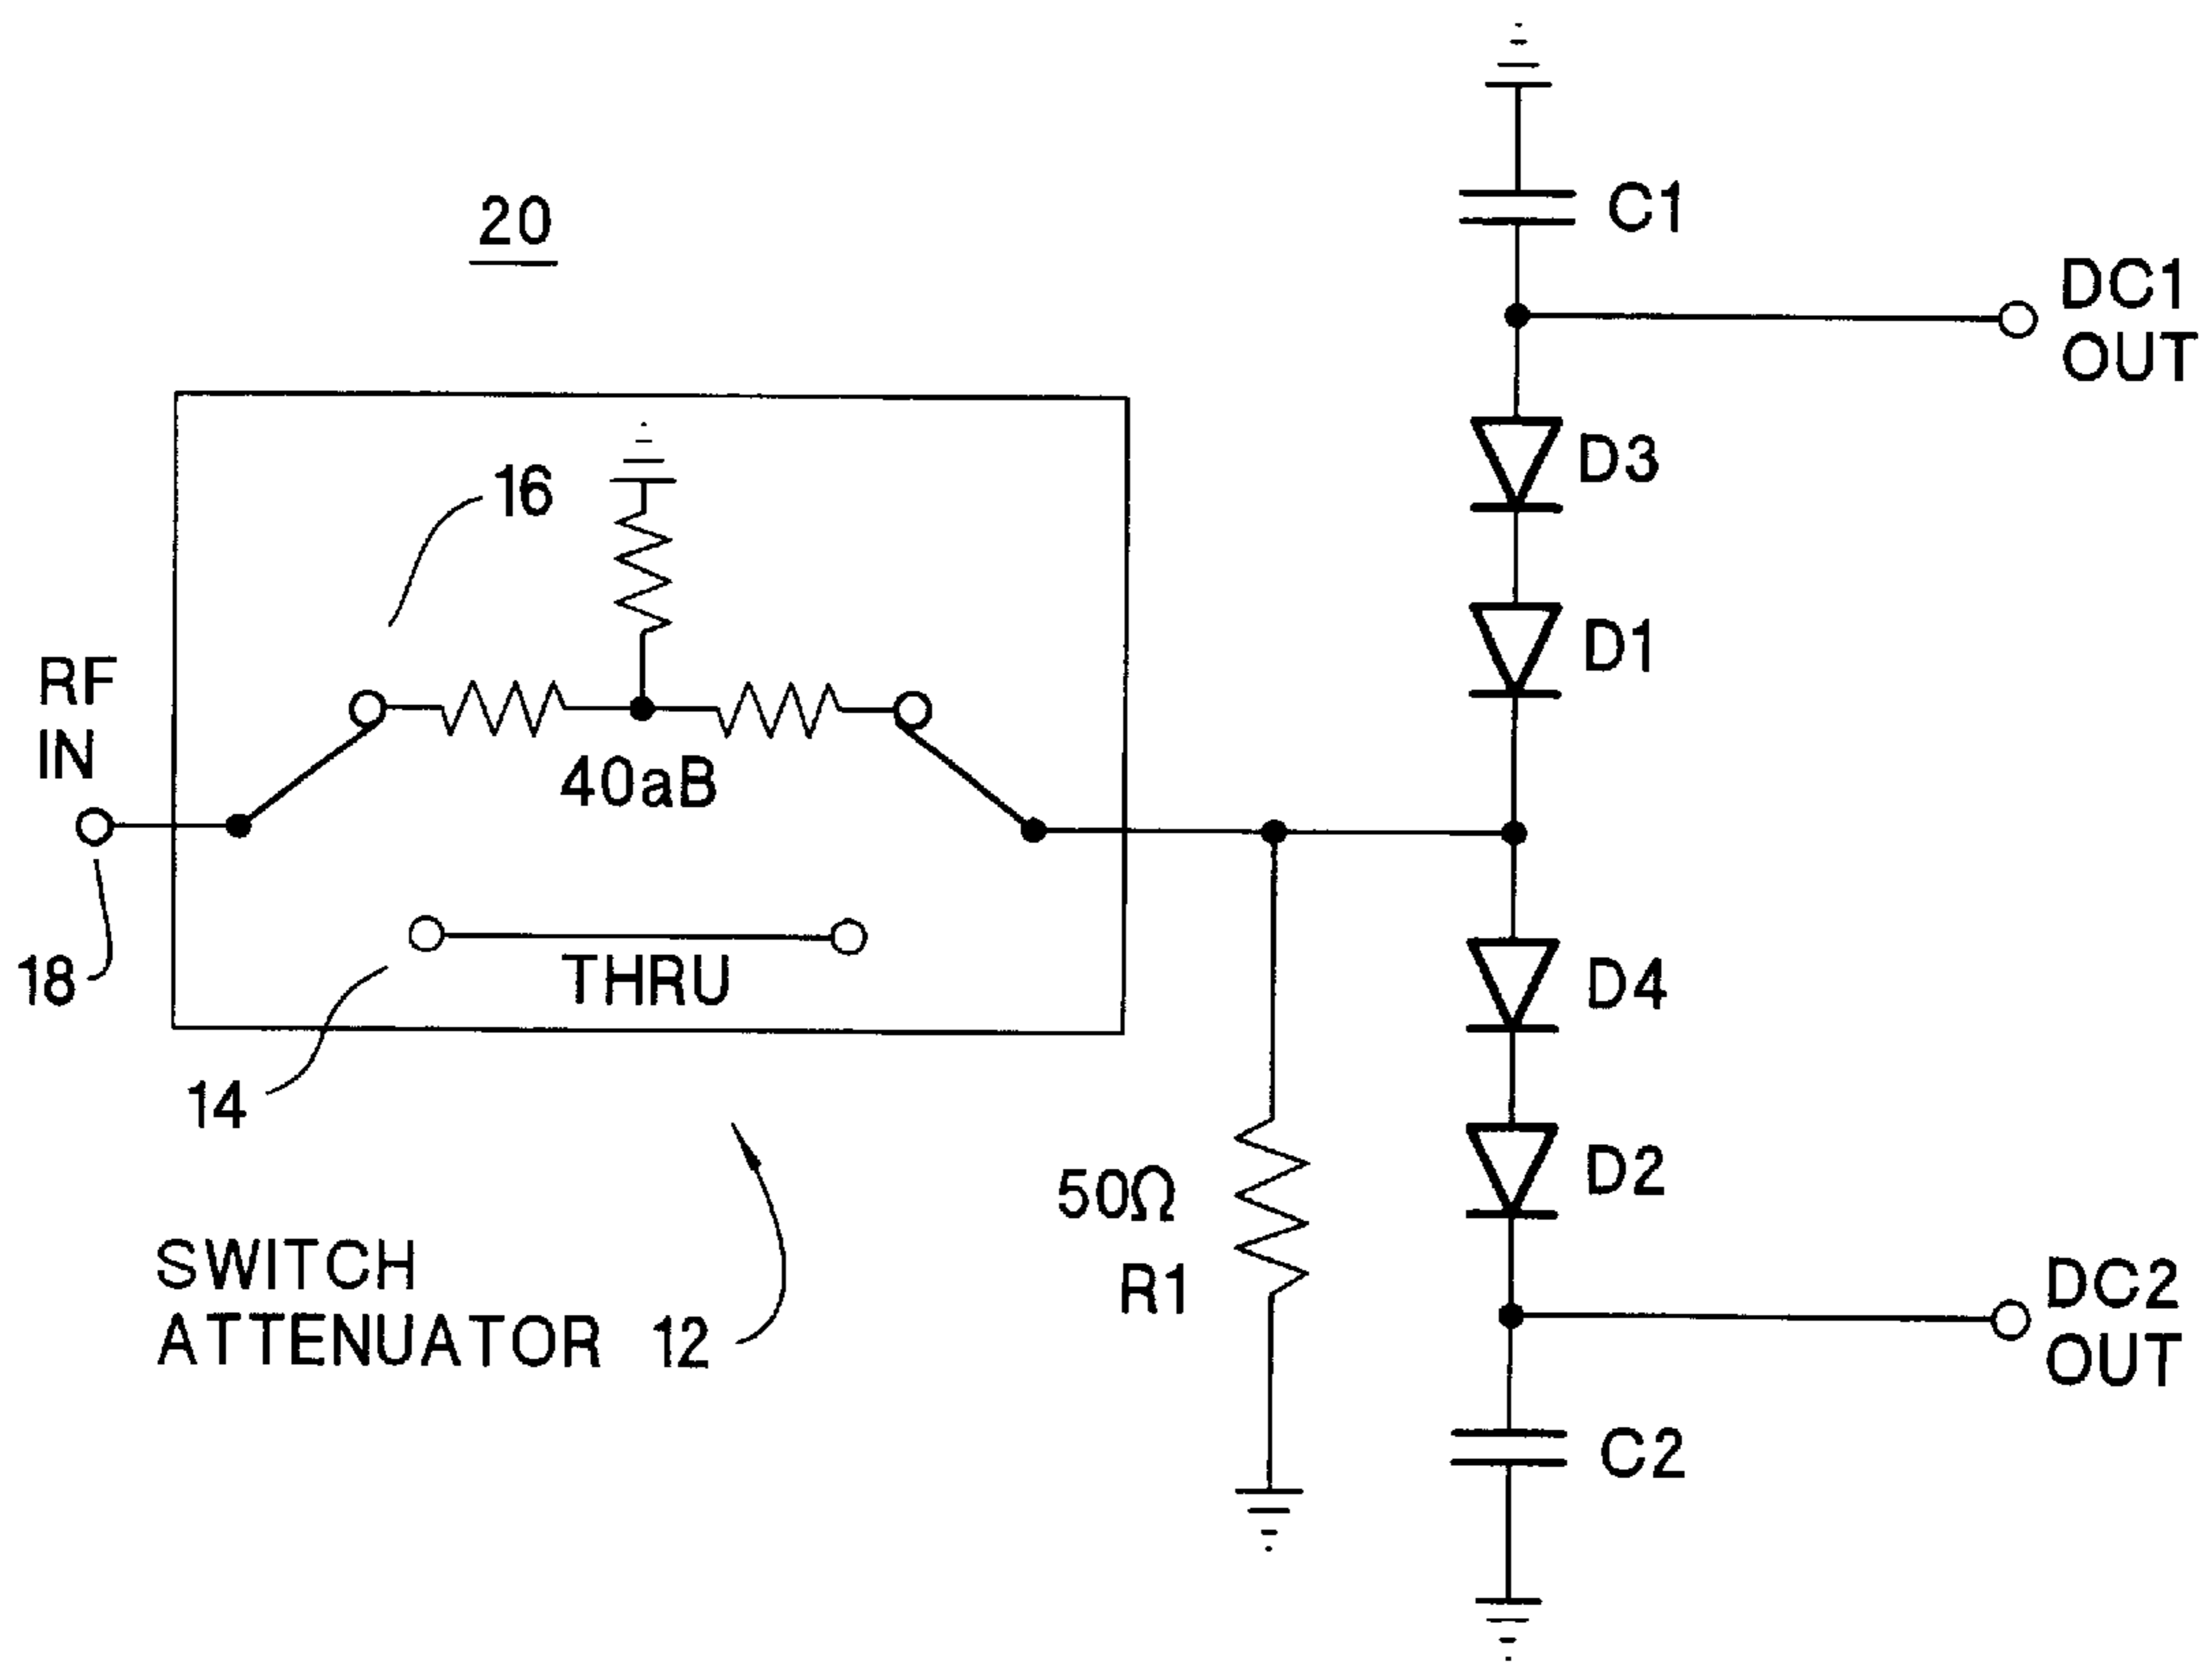 20
C1
DC1
OUT
D3
16
D1
RF
IN
40aB
18
THRU
D4
14
D2
50Ω
R1
SWITCH
ATTENUATOR 12
DC2
OUT
C2